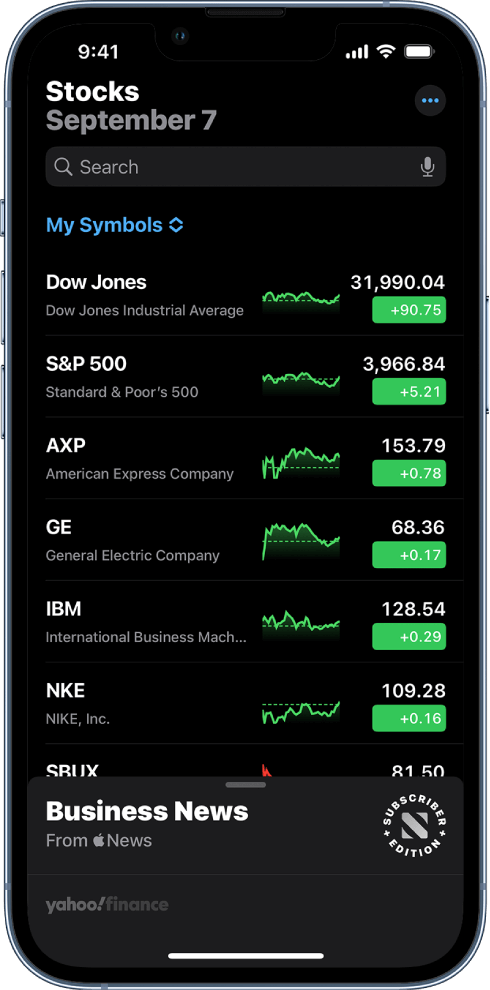 9:41
Stocks
September 7
Search
My Symbols
Dow Jones 31,990.04
Dow Jones Industrial Average +90.75
S&P 500 3,966.84
Standard & Poor's 500 +5.21
AXP 153.79
American Express Company +0.78
GE 68.36
General Electric Company +0.17
IBM 128.54
International Business Mach... +0.29
NKE 109.28
NIKE, Inc. +0.16
SBUX 81.50
Business News
From News
SUBSCRIBER EDITION
yahoo!finance